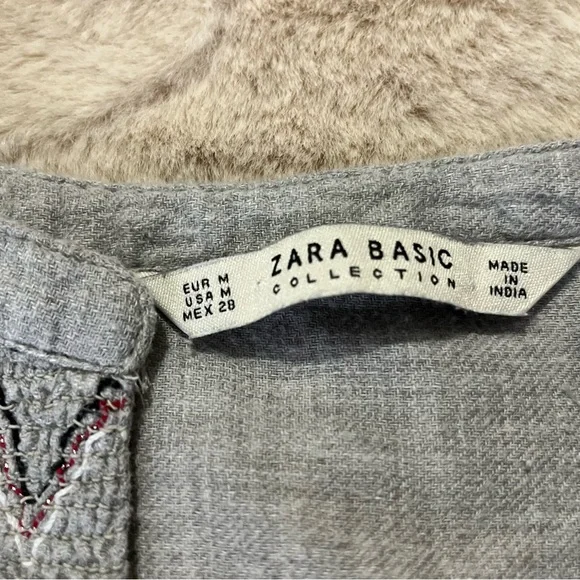 EUR M
USA M
MEX 28
ZARA BASIC
COLLECTION
MADE
IN
INDIA